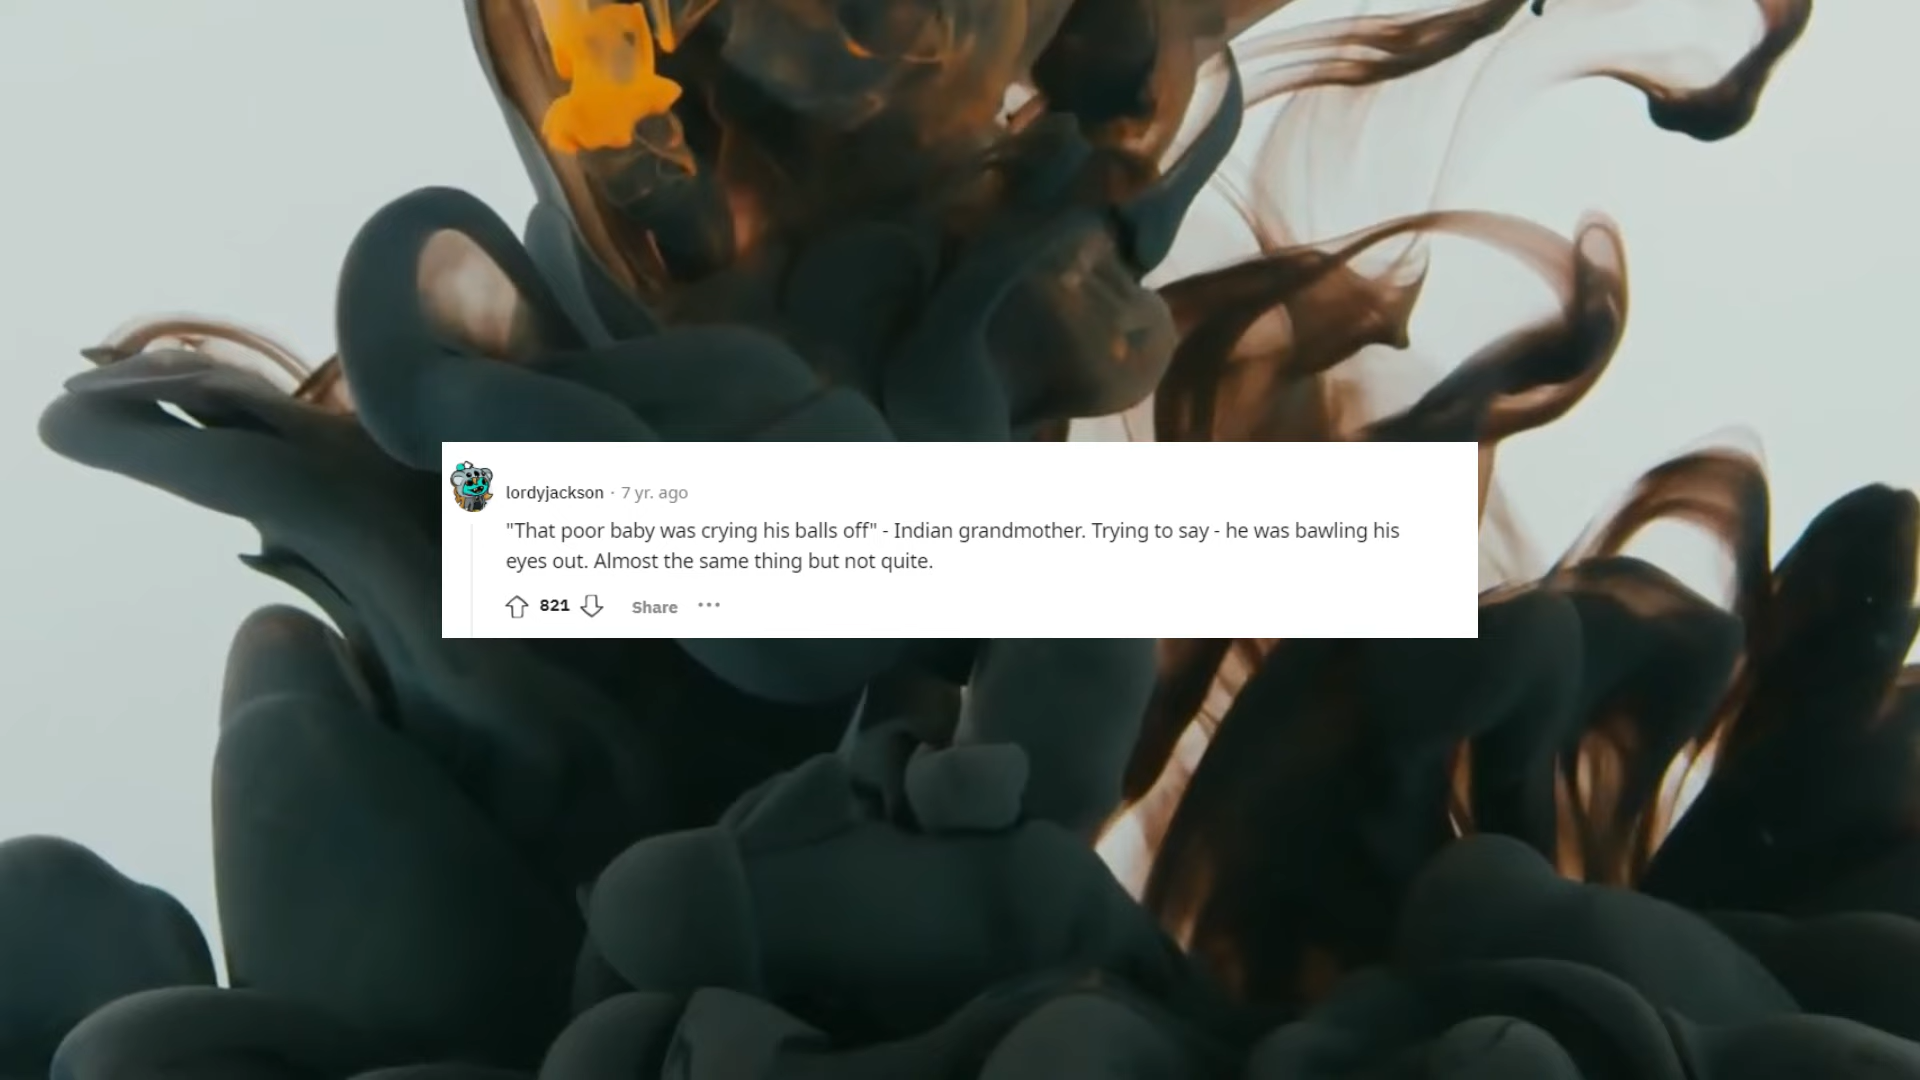 lordyjackson · 7 yr. ago
"That poor baby was crying his balls off" - Indian grandmother. Trying to say - he was bawling his
eyes out. Almost the same thing but not quite.
821 Share ···